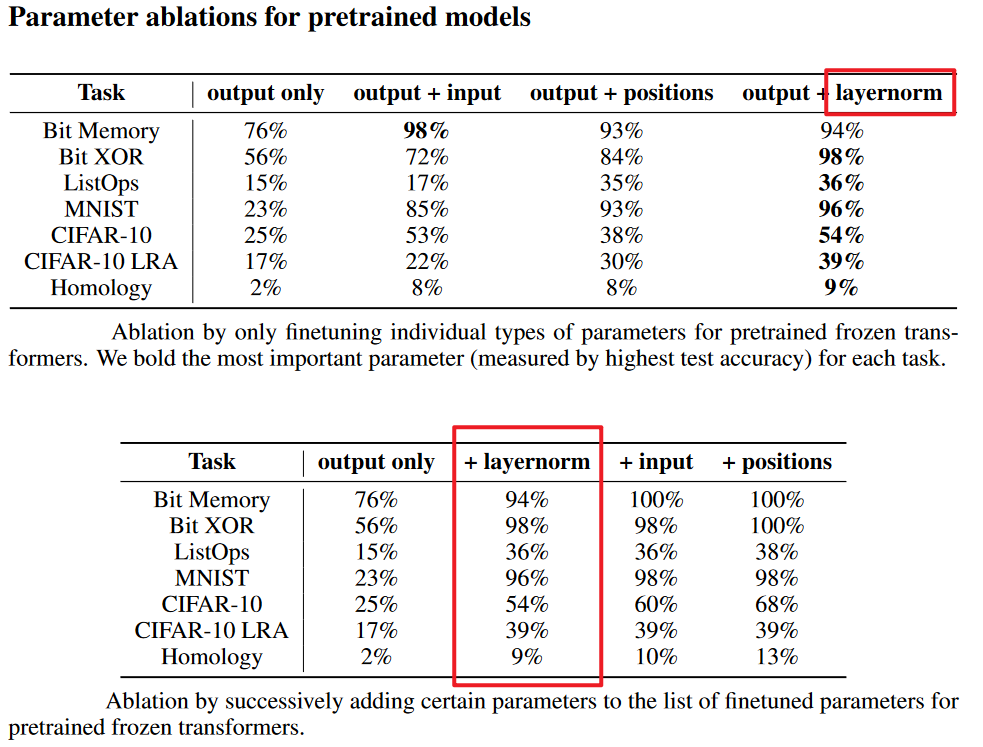 Parameter ablations for pretrained models
Task output only output + input output + positions output + layernorm
Bit Memory 76% 98% 93% 94%
Bit XOR 56% 72% 84% 98%
ListOps 15% 17% 35% 36%
MNIST 23% 85% 93% 96%
CIFAR-10 25% 53% 38% 54%
CIFAR-10 LRA 17% 22% 30% 39%
Homology 2% 8% 8% 9%
Ablation by only finetuning individual types of parameters for pretrained frozen trans-
formers. We bold the most important parameter (measured by highest test accuracy) for each task.
Task output only + layernorm + input + positions
Bit Memory 76% 94% 100% 100%
Bit XOR 56% 98% 98% 100%
ListOps 15% 36% 36% 38%
MNIST 23% 96% 98% 98%
CIFAR-10 25% 54% 60% 68%
CIFAR-10 LRA 17% 39% 39% 39%
Homology 2% 9% 10% 13%
Ablation by successively adding certain parameters to the list of finetuned parameters for
pretrained frozen transformers.